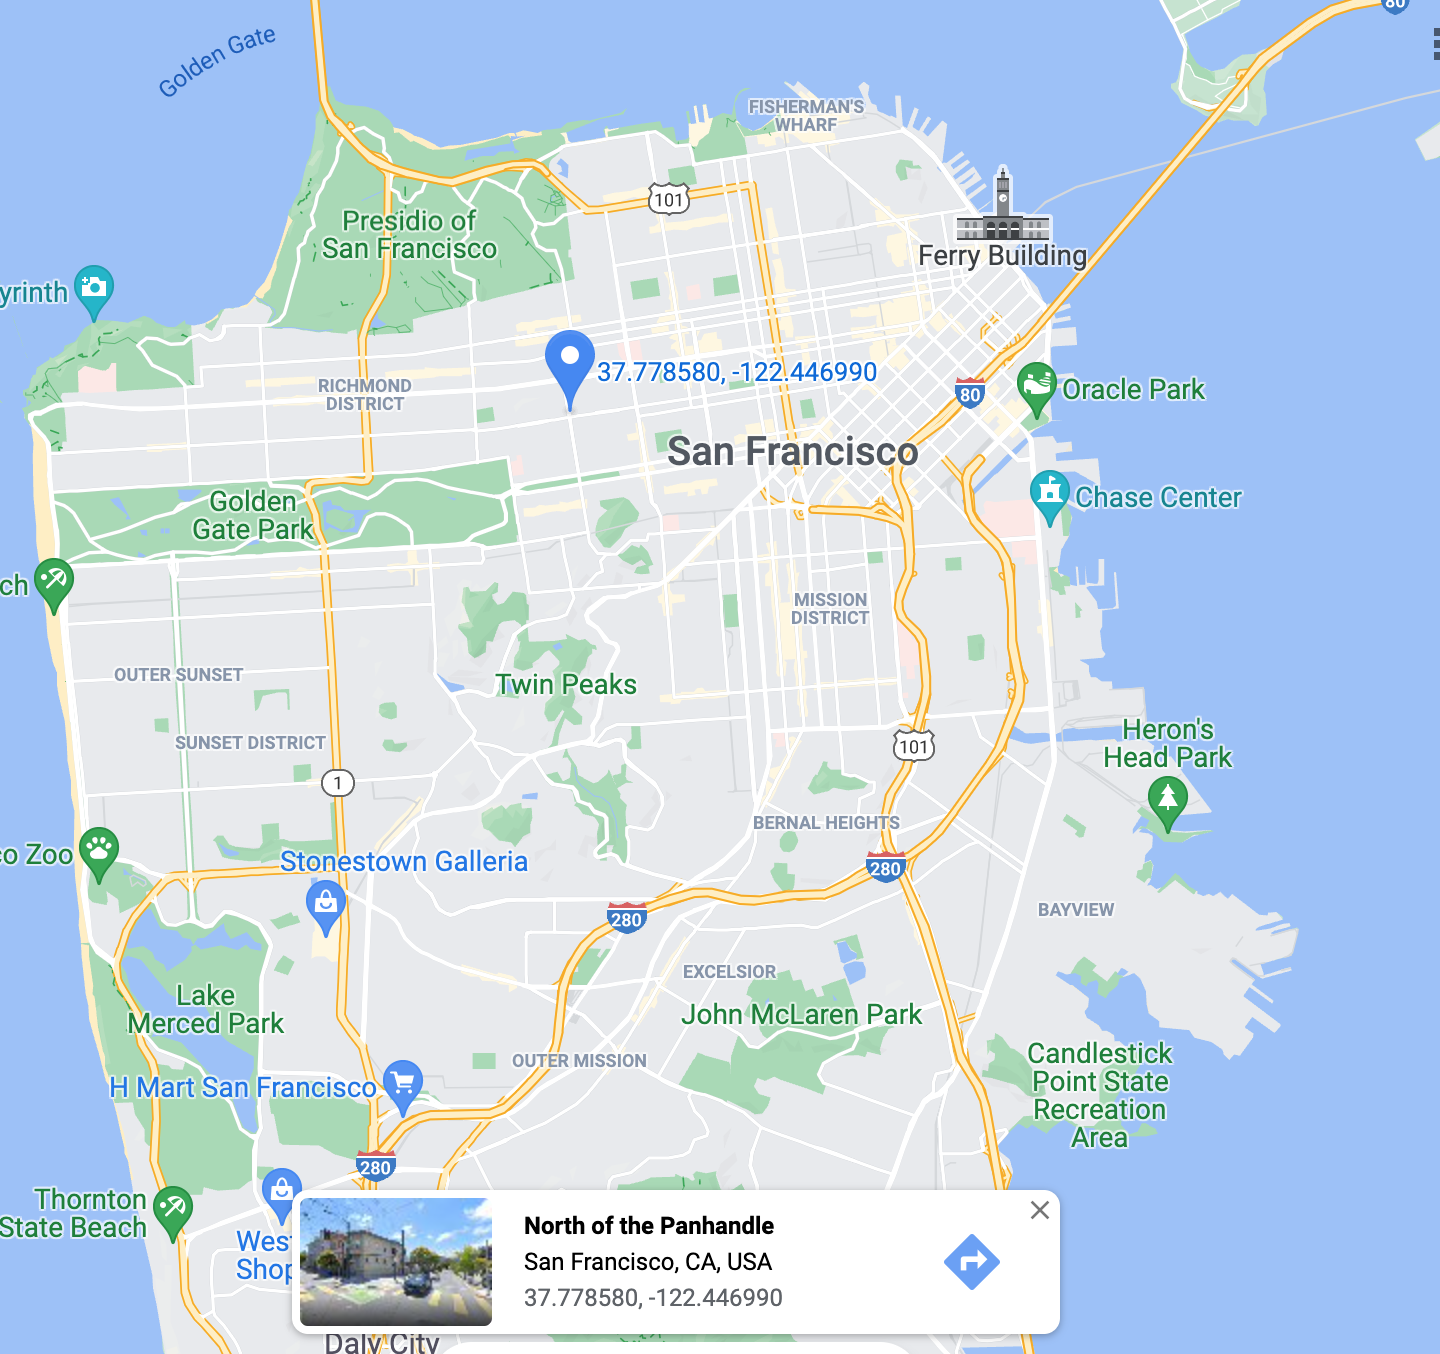 80
Golden Gate
FISHERMAN'S
WHARF
101
Presidio of
San Francisco
Ferry Building
yrinth
37.778580, -122.446990
RICHMOND
DISTRICT
80
Oracle Park
San Francisco
Golden
Gate Park
Chase Center
ch
MISSION
DISTRICT
OUTER SUNSET
Twin Peaks
Heron's
Head Park
SUNSET DISTRICT
101
1
BERNAL HEIGHTS
co Zoo
Stonestown Galleria
280
280
BAYVIEW
EXCELSIOR
Lake
Merced Park
John McLaren Park
OUTER MISSION
Candlestick
Point State
Recreation
Area
H Mart San Francisco
280
Thornton
State Beach
West
Shop
North of the Panhandle
San Francisco, CA, USA
37.778580, -122.446990
Daly City